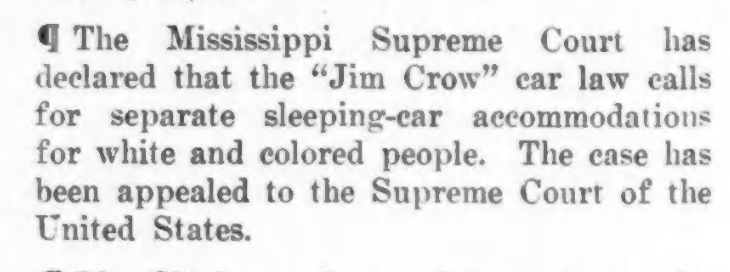 ¶ The Mississippi Supreme Court has
declared that the “Jim Crow” car law calls
for separate sleeping-car accommodations
for white and colored people. The case has
been appealed to the Supreme Court of the
United States.